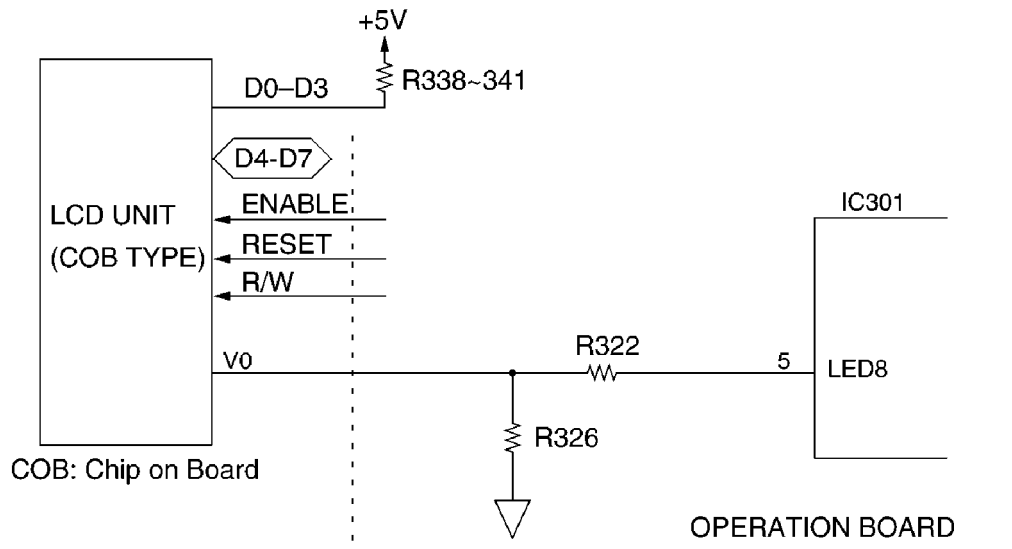 +5V
R338~341
D0–D3
D4-D7
LCD UNIT
(COB TYPE)
ENABLE
RESET
R/W
IC301
V0
R322
5
LED8
R326
COB: Chip on Board
OPERATION BOARD